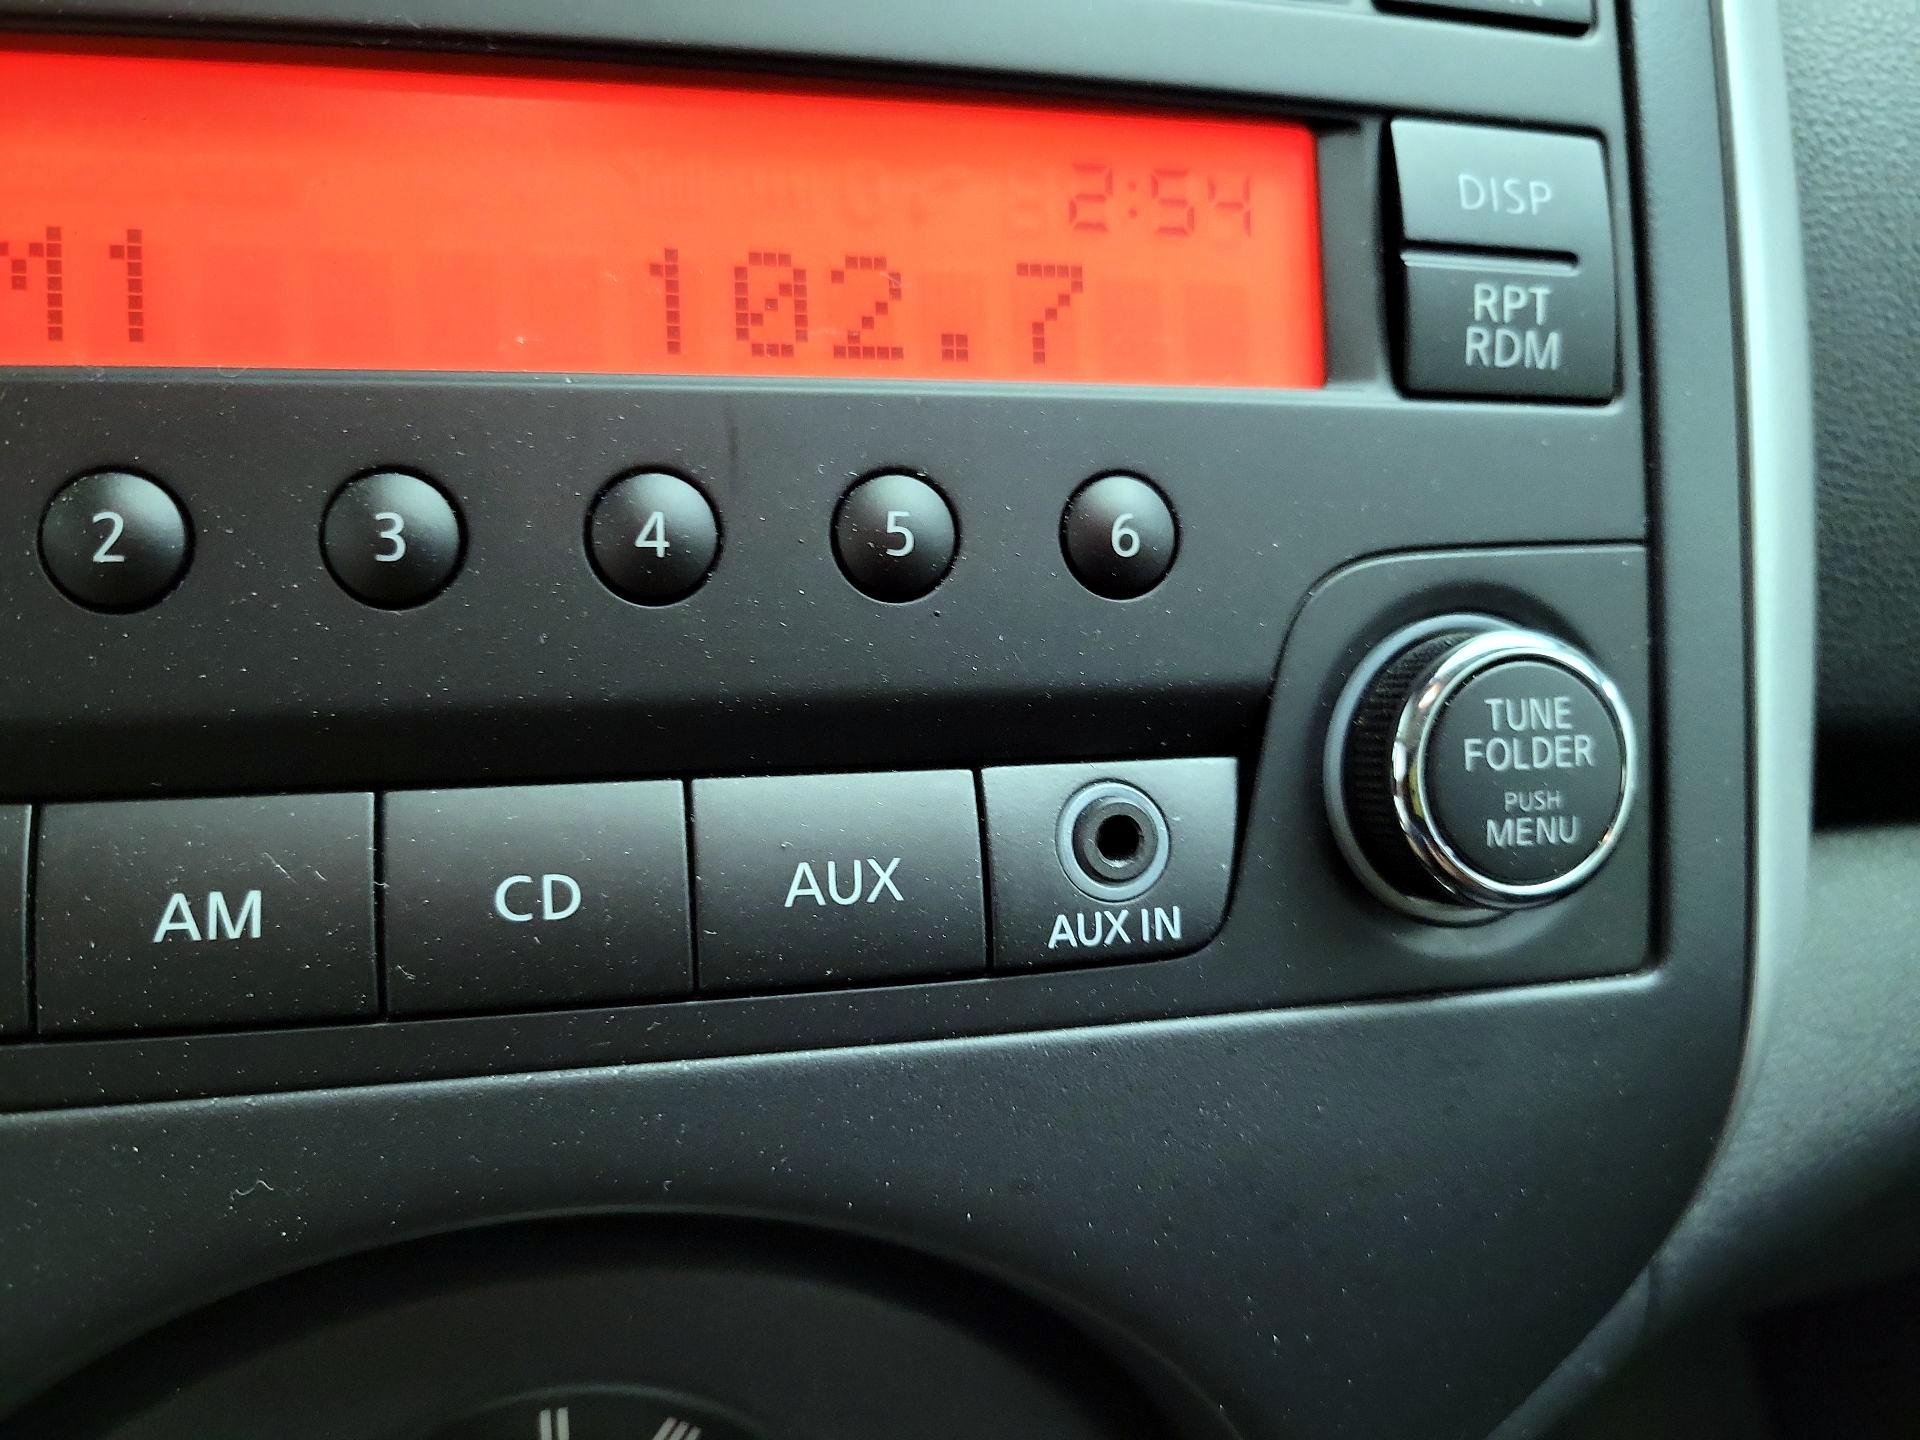 2:54
M1 102.7
DISP
RPT
RDM
2 3 4 5 6
TUNE
FOLDER
PUSH
MENU
AM CD AUX AUX IN